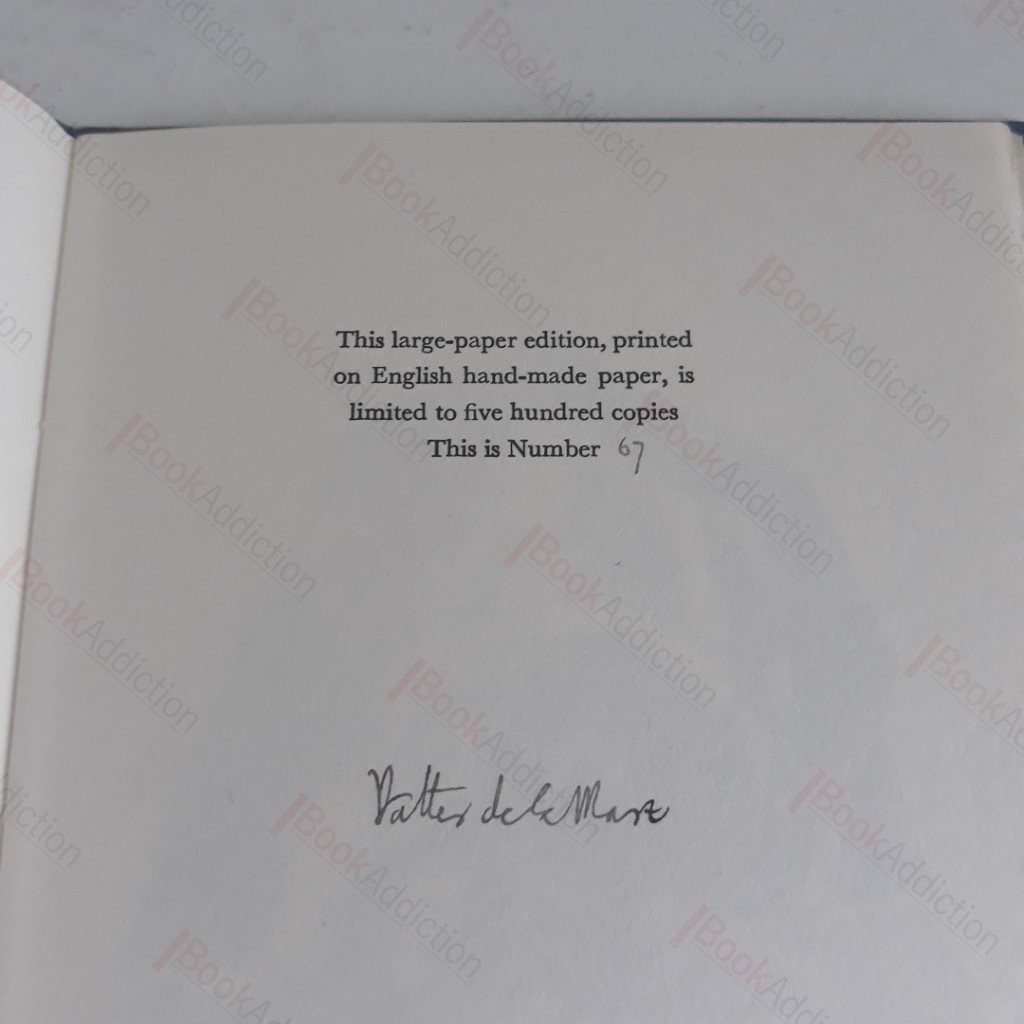 This large-paper edition, printed
on English hand-made paper, is
limited to five hundred copies
This is Number 67
Walter de la Mare
BookAddiction